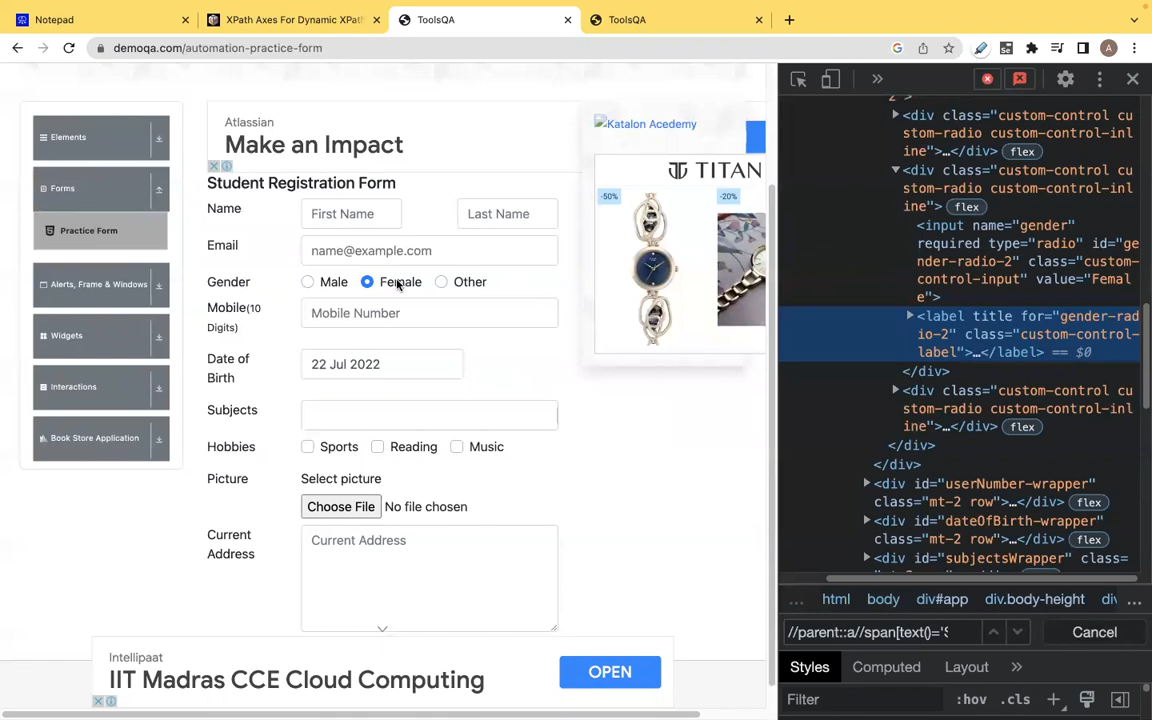 Notepad
XPath Axes For Dynamic XPath
ToolsQA
ToolsQA
demoqa.com/automation-practice-form
A
Elements
Forms
Practice Form
Alerts, Frame & Windows
Widgets
Interactions
Book Store Application
Atlassian
Make an Impact
Student Registration Form
Name
First Name
Last Name
Email
name@example.com
Gender
Male
Female
Other
Mobile(10
Digits)
Mobile Number
Date of
Birth
22 Jul 2022
Subjects
Hobbies
Sports
Reading
Music
Picture
Select picture
Choose File
No file chosen
Current
Address
Current Address
Katalon Acedemy
TITAN
-50%
-20%
Intellipaat
IIT Madras CCE Cloud Computing
OPEN
<div class="custom-control cu
stom-radio custom-control-inl
ine">…</div>
flex
<div class="custom-control cu
stom-radio custom-control-inl
ine">
flex
<input name="gender"
required type="radio" id="ge
nder-radio-2" class="custom-
control-input" value="Femal
e">
<label title for="gender-rad
io-2" class="custom-control-
label">…</label> == $0
</div>
<div class="custom-control cu
stom-radio custom-control-inl
ine">…</div>
flex
</div>
</div>
<div id="userNumber-wrapper"
class="mt-2 row">…</div>
flex
<div id="dateOfBirth-wrapper"
class="mt-2 row">…</div>
flex
<div id="subjectsWrapper" class=
… html body div#app div.body-height div …
//parent::a//span[text()='S
Cancel
Styles
Computed
Layout
Filter
:hov
.cls